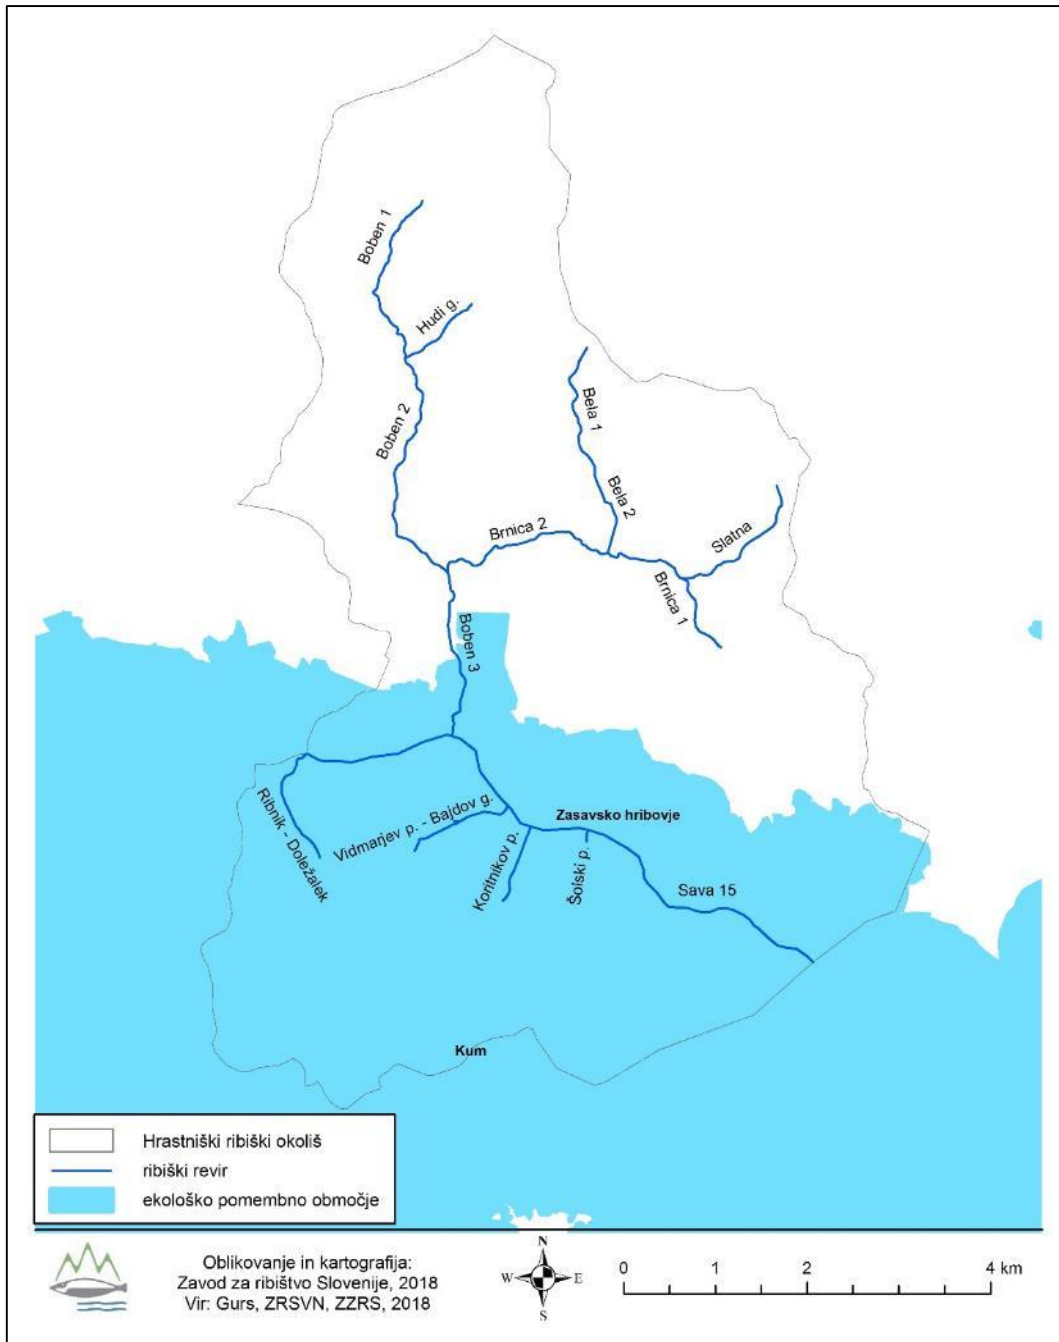 Boben 1
Hudi g.
Boben 2
Bela 1
Bela 2
Brnica 2
Slatna
Brnica 1
Boben 3
Ribnik - Doležalek
Vidmarjev p. - Bajdov g.
Zasavsko hribovje
Koritnikov p.
Šolski p.
Sava 15
Kum
Hrastniški ribiški okoliš
ribiški revir
ekološko pomembno območje
Oblikovanje in kartografija:
Zavod za ribištvo Slovenije, 2018
Vir: Gurs, ZRSVN, ZZRS, 2018
N
W
E
S
0 1 2 4 km